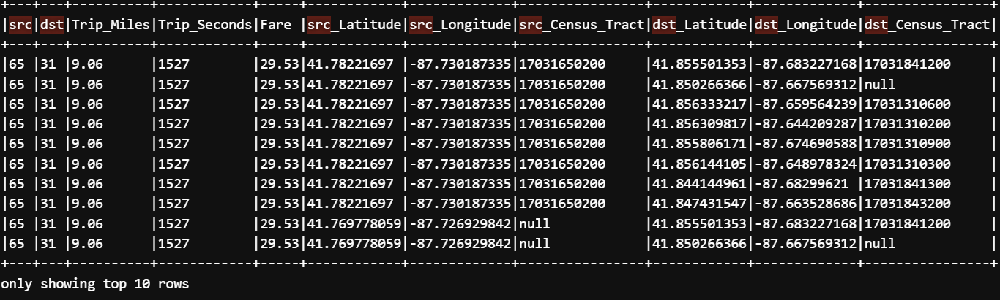 +---+---+----------+------------+-----+------------+-------------+----------------+------------+-------------+----------------+
|src|dst|Trip_Miles|Trip_Seconds|Fare |src_Latitude|src_Longitude|src_Census_Tract|dst_Latitude|dst_Longitude|dst_Census_Tract|
+---+---+----------+------------+-----+------------+-------------+----------------+------------+-------------+----------------+
|65 |31 |9.06      |1527        |29.53|41.78221697 |-87.730187335|17031650200     |41.855501353|-87.683227168|17031841200     |
|65 |31 |9.06      |1527        |29.53|41.78221697 |-87.730187335|17031650200     |41.850266366|-87.667569312|null            |
|65 |31 |9.06      |1527        |29.53|41.78221697 |-87.730187335|17031650200     |41.856333217|-87.659564239|17031310600     |
|65 |31 |9.06      |1527        |29.53|41.78221697 |-87.730187335|17031650200     |41.856309817|-87.644209287|17031310200     |
|65 |31 |9.06      |1527        |29.53|41.78221697 |-87.730187335|17031650200     |41.855806171|-87.674690588|17031310900     |
|65 |31 |9.06      |1527        |29.53|41.78221697 |-87.730187335|17031650200     |41.856144105|-87.648978324|17031310300     |
|65 |31 |9.06      |1527        |29.53|41.78221697 |-87.730187335|17031650200     |41.844144961|-87.68299621 |17031841300     |
|65 |31 |9.06      |1527        |29.53|41.78221697 |-87.730187335|17031650200     |41.847431547|-87.663528686|17031843200     |
|65 |31 |9.06      |1527        |29.53|41.769778059|-87.726929842|null            |41.855501353|-87.683227168|17031841200     |
|65 |31 |9.06      |1527        |29.53|41.769778059|-87.726929842|null            |41.850266366|-87.667569312|null            |
+---+---+----------+------------+-----+------------+-------------+----------------+------------+-------------+----------------+
only showing top 10 rows